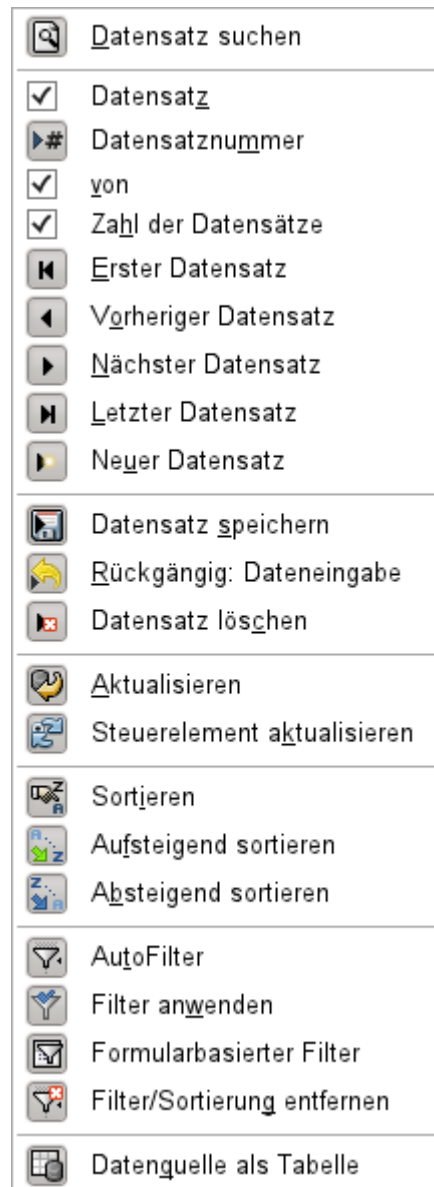 Datensatz suchen
Datensatz
Datensatznummer
von
Zahl der Datensätze
Erster Datensatz
Vorheriger Datensatz
Nächster Datensatz
Letzter Datensatz
Neuer Datensatz
Datensatz speichern
Rückgängig: Dateneingabe
Datensatz löschen
Aktualisieren
Steuerelement aktualisieren
Sortieren
Aufsteigend sortieren
Absteigend sortieren
AutoFilter
Filter anwenden
Formularbasierter Filter
Filter/Sortierung entfernen
Datenquelle als Tabelle